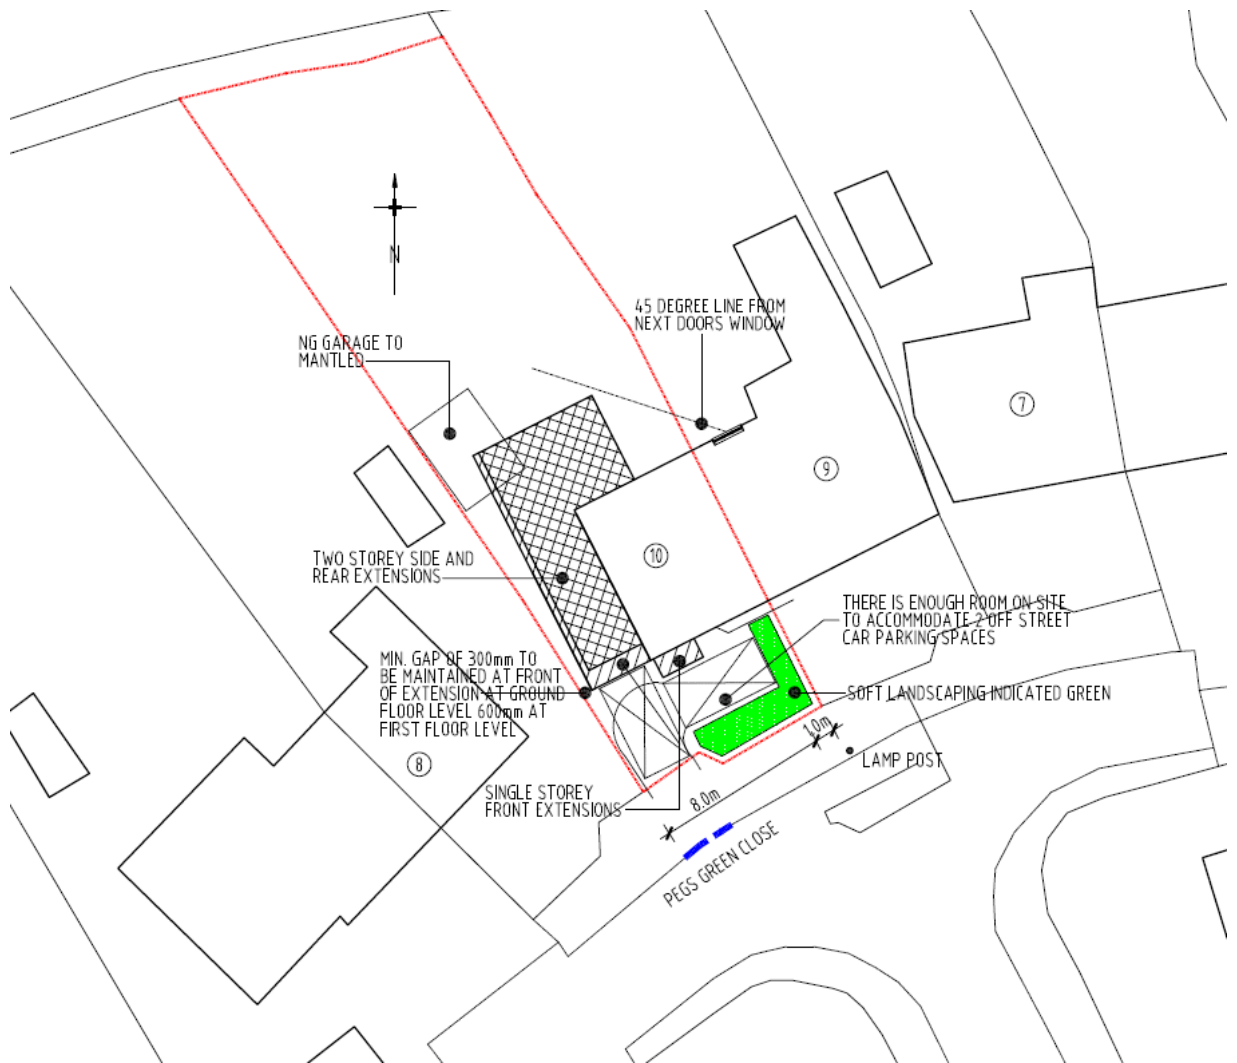 N
45 DEGREE LINE FROM
NEXT DOORS WINDOW
NG GARAGE TO
MANTLED
7
9
10
TWO STOREY SIDE AND
REAR EXTENSIONS
THERE IS ENOUGH ROOM ON SITE
TO ACCOMMODATE 2 OFF STREET
CAR PARKING SPACES
MIN. GAP OF 300mm TO
BE MAINTAINED AT FRONT
OF EXTENSION AT GROUND
FLOOR LEVEL 600mm AT
FIRST FLOOR LEVEL
SOFT LANDSCAPING INDICATED GREEN
8
1.0m
LAMP POST
SINGLE STOREY
FRONT EXTENSIONS
8.0m
PEGS GREEN CLOSE